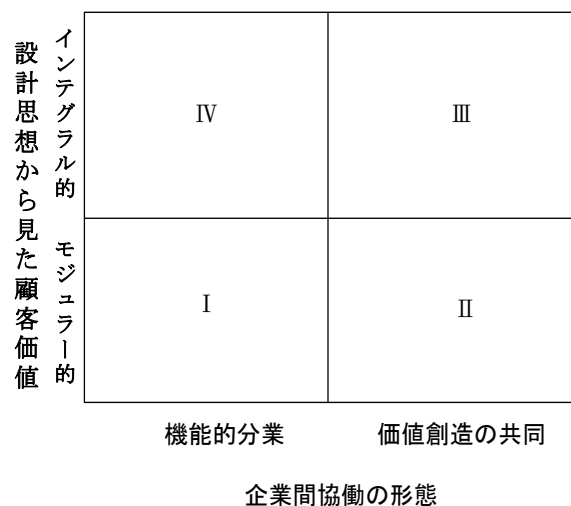 設計思想から見た顧客価値
インテグラル的
モジュラー的
Ⅳ
Ⅲ
Ⅰ
Ⅱ
機能的分業
価値創造の共同
企業間協働の形態